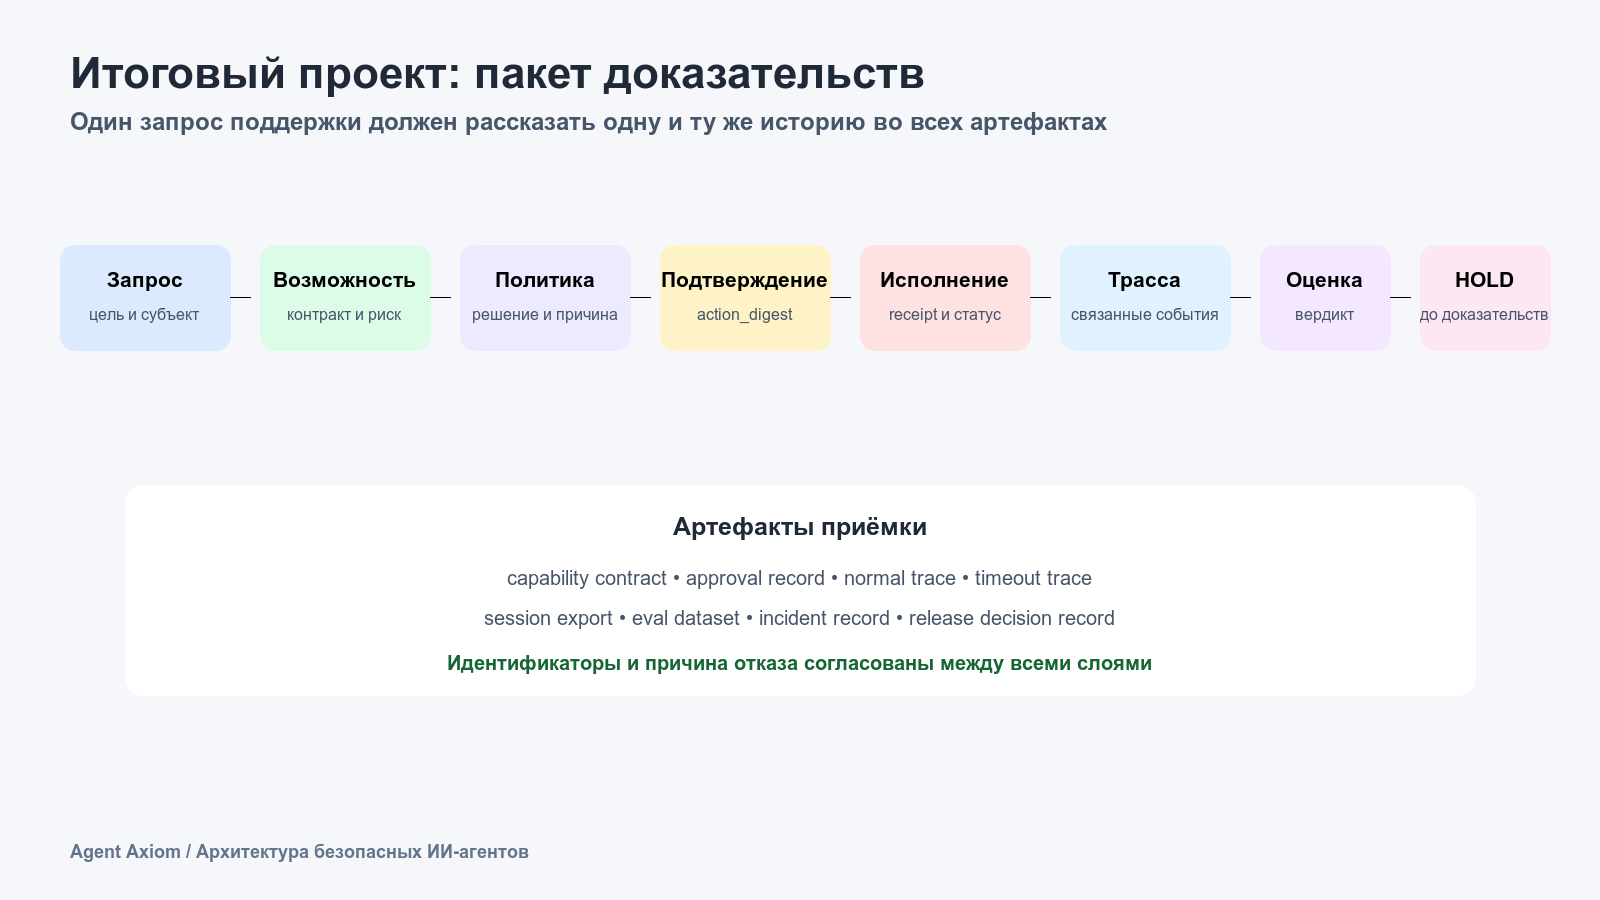 Итоговый проект: пакет доказательств
Один запрос поддержки должен рассказать одну и ту же историю во всех артефактах
Запрос
цель и субъект
Возможность
контракт и риск
Политика
решение и причина
Подтверждение
action_digest
Исполнение
receipt и статус
Трасса
связанные события
Оценка
вердикт
HOLD
до доказательств
Артефакты приёмки
capability contract • approval record • normal trace • timeout trace
session export • eval dataset • incident record • release decision record
Идентификаторы и причина отказа согласованы между всеми слоями
Agent Axiom / Архитектура безопасных ИИ-агентов